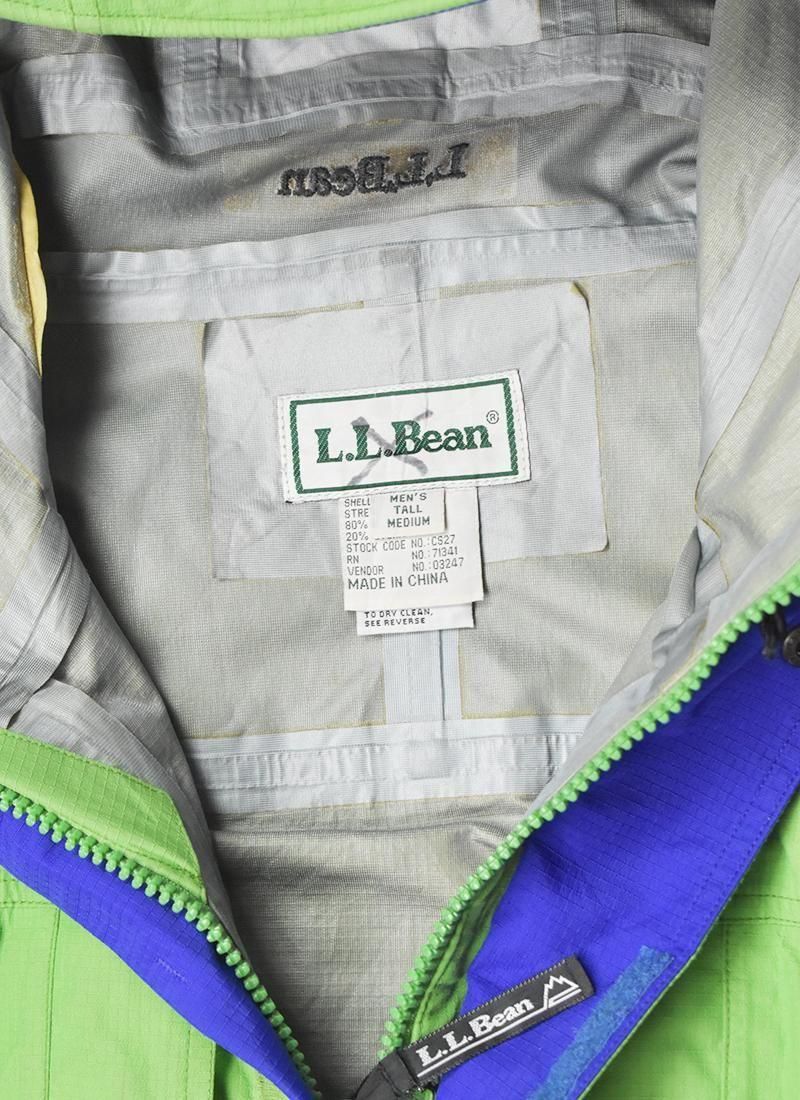 L.L.Bean
L.L.Bean®
SHELL
STRE
80%
20%
MEN'S
TALL
MEDIUM
STOCK CODE NO.:CS27
RN NO.:71341
VENDOR NO.:03247
MADE IN CHINA
TO DRY CLEAN,
SEE REVERSE
L.L.Bean